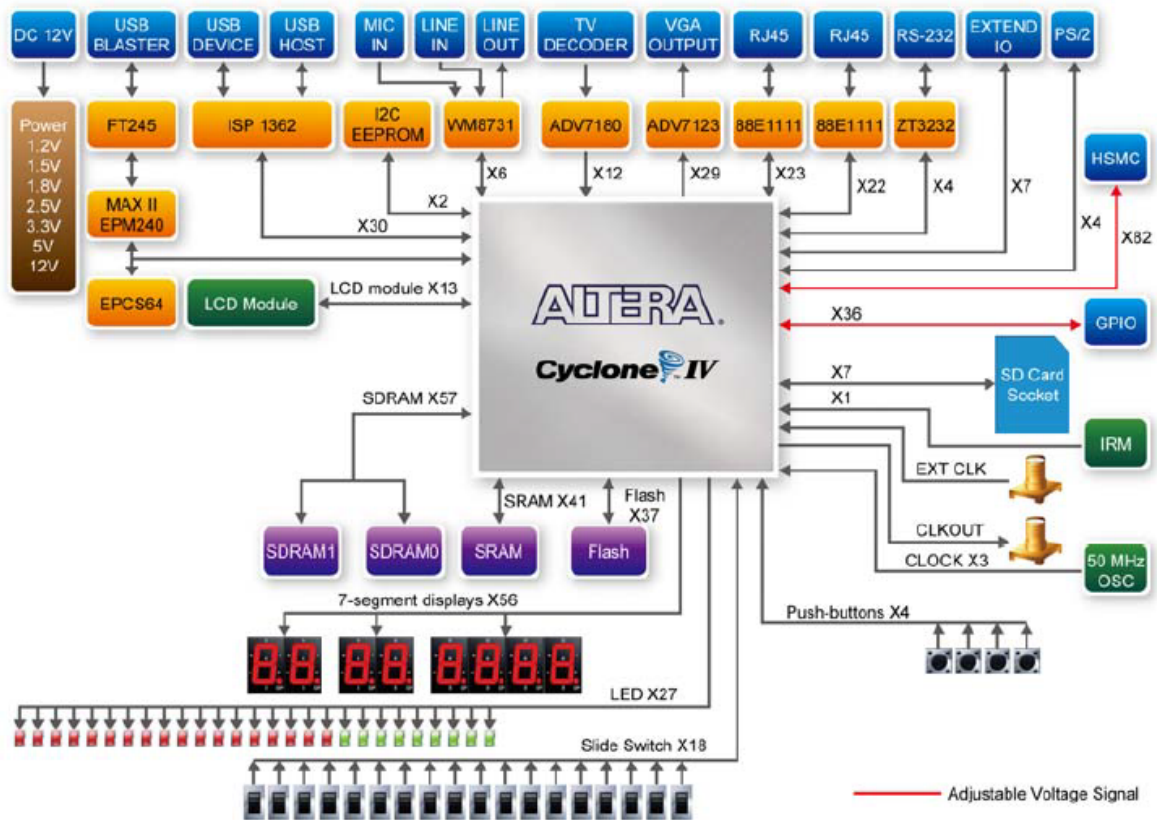 DC 12V
USB
BLASTER
USB
DEVICE
USB
HOST
MIC
IN
LINE
IN
LINE
OUT
TV
DECODER
VGA
OUTPUT
RJ45
RJ45
RS-232
EXTEND
IO
PS/2
Power
1.2V
1.5V
1.8V
2.5V
3.3V
5V
12V
FT245
ISP 1362
I2C
EEPROM
WM8731
ADV7180
ADV7123
88E1111
88E1111
ZT3232
HSMC
X6
X12
X29
X23
X22
X4
X7
X4
X82
MAX II
EPM240
X2
X30
EPCS64
LCD Module
LCD module X13
ALTERA
Cyclone IV
X36
GPIO
X7
SD Card
Socket
X1
IRM
SDRAM X57
EXT CLK
CLKOUT
CLOCK X3
50 MHz
OSC
SRAM X41
Flash
X37
SDRAM1
SDRAM0
SRAM
Flash
7-segment displays X56
Push-buttons X4
LED X27
Slide Switch X18
Adjustable Voltage Signal